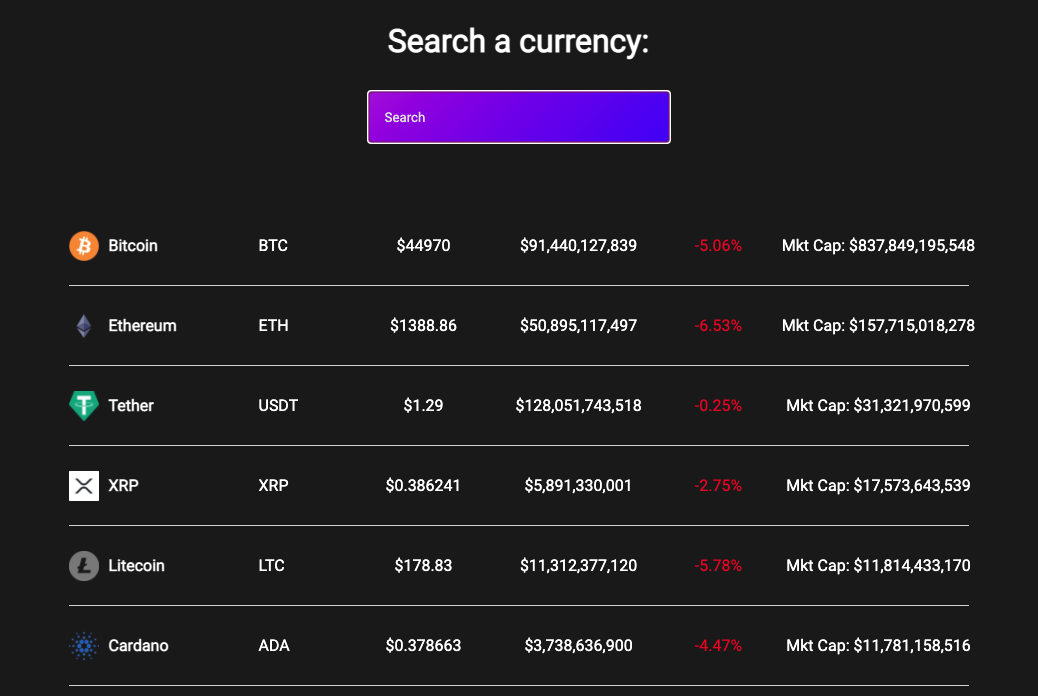 Search a currency:
Search
Bitcoin BTC $44970 $91,440,127,839 -5.06% Mkt Cap: $837,849,195,548
Ethereum ETH $1388.86 $50,895,117,497 -6.53% Mkt Cap: $157,715,018,278
Tether USDT $1.29 $128,051,743,518 -0.25% Mkt Cap: $31,321,970,599
XRP XRP $0.386241 $5,891,330,001 -2.75% Mkt Cap: $17,573,643,539
Litecoin LTC $178.83 $11,312,377,120 -5.78% Mkt Cap: $11,814,433,170
Cardano ADA $0.378663 $3,738,636,900 -4.47% Mkt Cap: $11,781,158,516